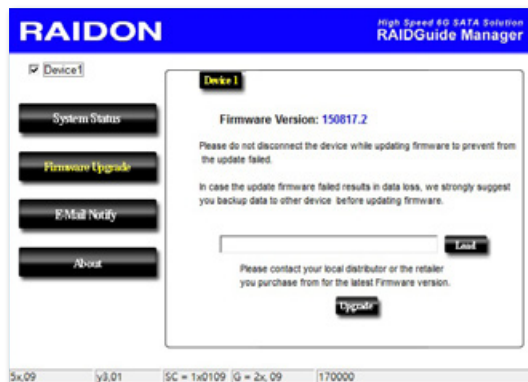 RAIDON
High Speed 6G SATA Solution
RAIDGuide Manager
Device1
System Status
Firmware Upgrade
E-Mail Notify
About
Device 1
Firmware Version: 150817.2
Please do not disconnect the device while updating firmware to prevent from
the update failed.
In case the update firmware failed results in data loss, we strongly suggest
you backup data to other device before updating firmware.
Load
Please contact your local distributor or the retailer
you purchase from for the latest Firmware version.
Upgrade
5x,09 y3,01 SC = 1x0109 G = 2x, 09 170000